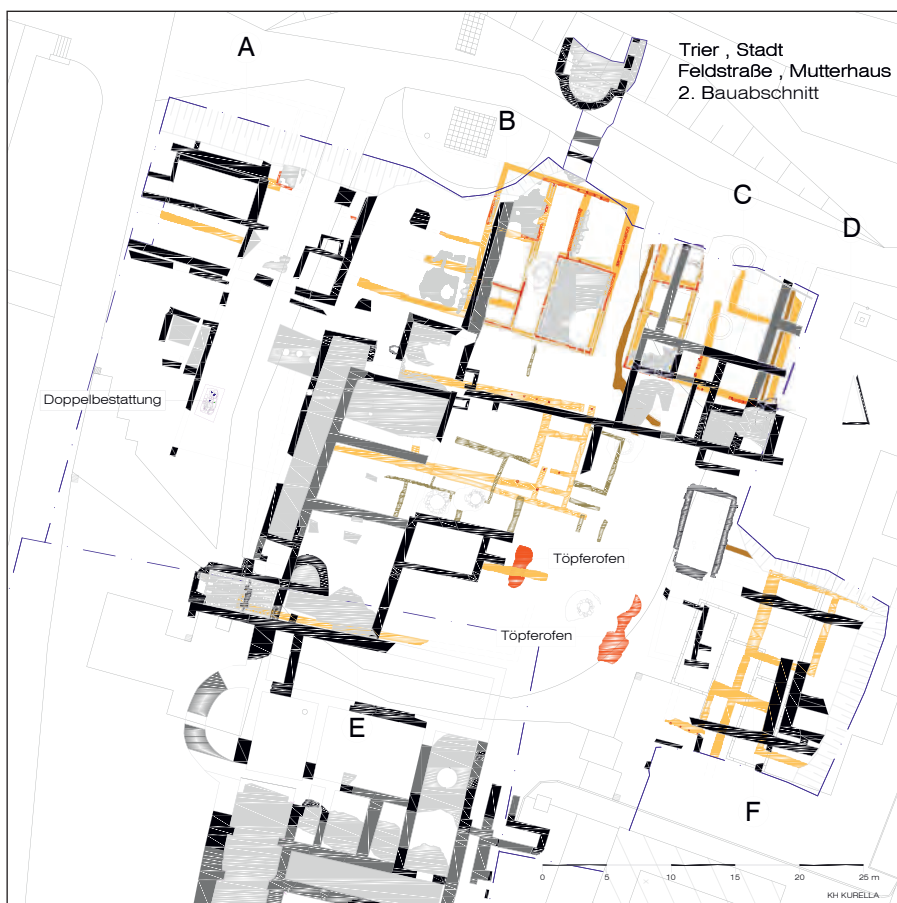 A
Trier , Stadt
Feldstraße , Mutterhaus
2. Bauabschnitt
B
C
D
Doppelbestattung
Töpferofen
Töpferofen
E
F
0 5 10 15 20 25 m
KH KURELLA